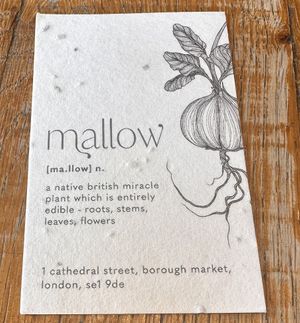 mallow
[ma.llow] n.
a native british miracle
plant which is entirely
edible - roots, stems,
leaves, flowers
1 cathedral street, borough market,
london, se1 9de